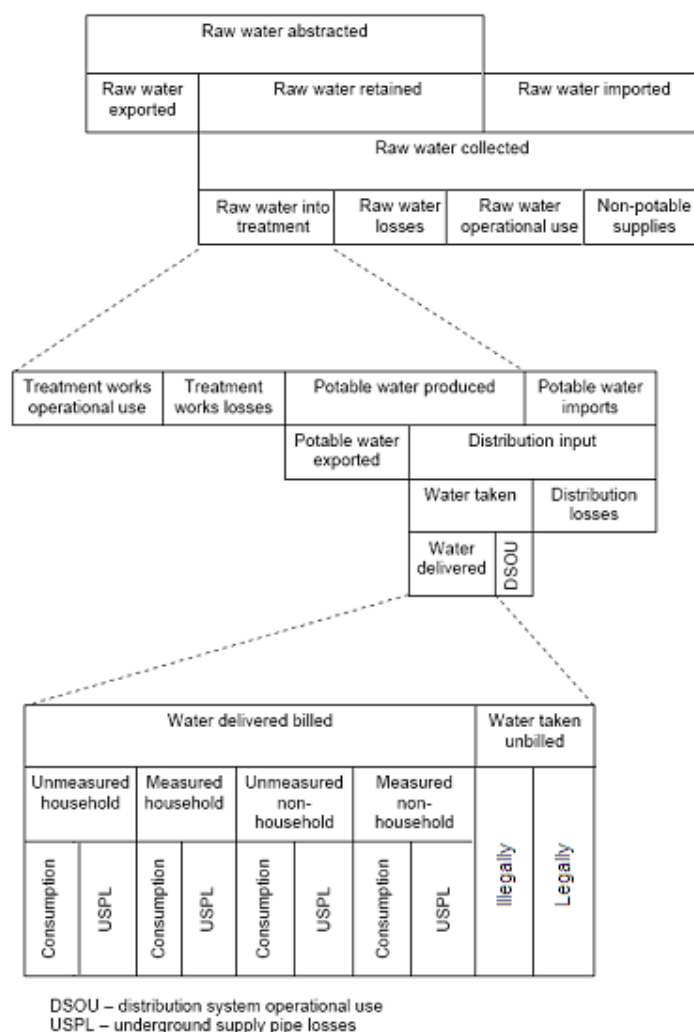 Raw water abstracted
Raw water
exported
Raw water retained
Raw water imported
Raw water collected
Raw water into
treatment
Raw water
losses
Raw water
operational use
Non-potable
supplies
Treatment works
operational use
Treatment
works losses
Potable water produced
Potable water
imports
Potable water
exported
Distribution input
Water taken
Distribution
losses
Water
delivered
DSOU
Water delivered billed
Water taken
unbilled
Unmeasured
household
Measured
household
Unmeasured
non-
household
Measured
non-
household
Consumption
USPL
Consumption
USPL
Consumption
USPL
Consumption
USPL
Illegally
Legally
DSOU – distribution system operational use
USPL – underground supply pipe losses